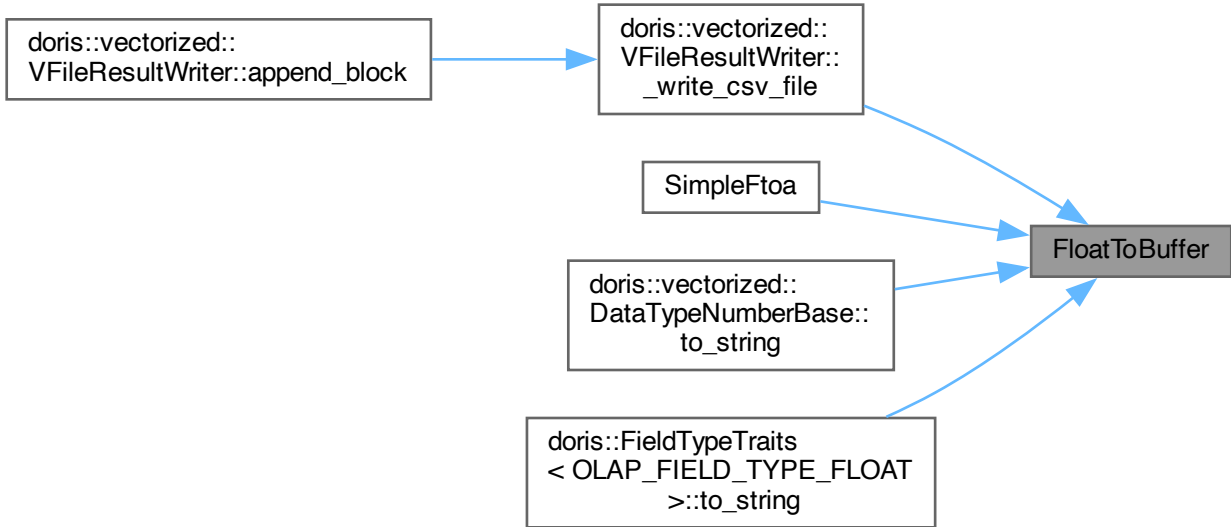 doris::vectorized::
VFileResultWriter::append_block
doris::vectorized::
VFileResultWriter::
_write_csv_file
SimpleFtoa
FloatToBuffer
doris::vectorized::
DataTypeNumberBase::
to_string
doris::FieldTypeTraits
< OLAP_FIELD_TYPE_FLOAT
>::to_string